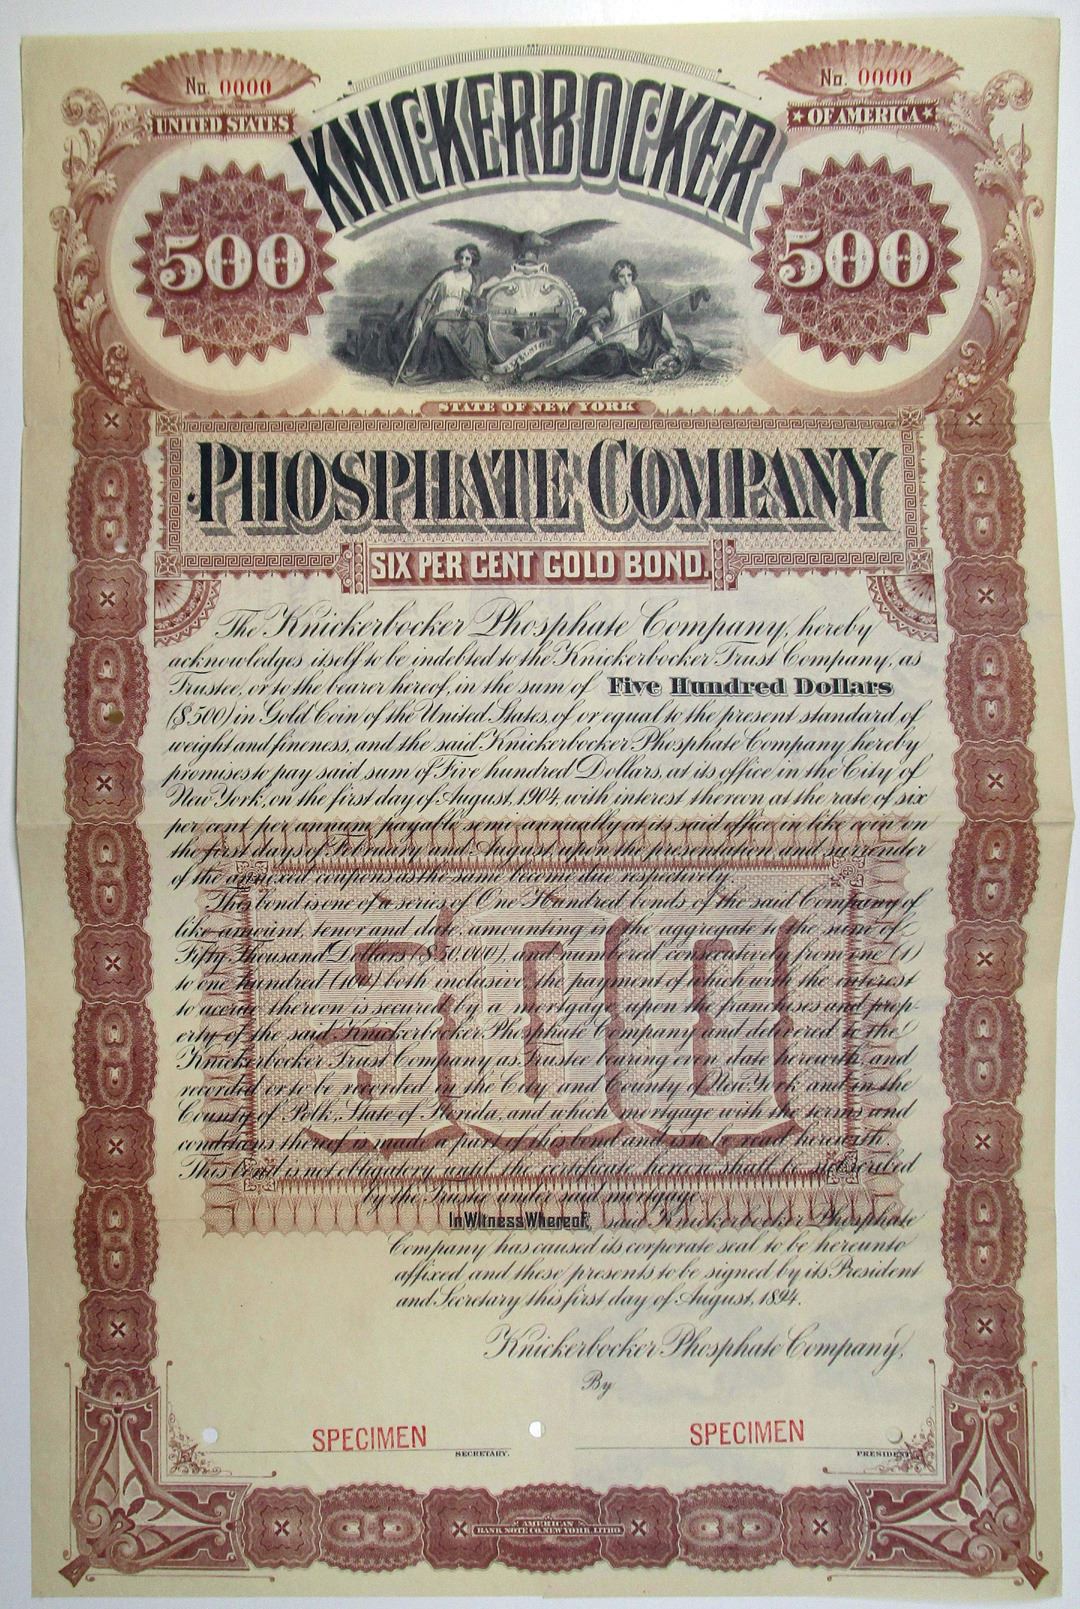 No. 0000
No. 0000
UNITED STATES
OF AMERICA
KNICKERBOCKER
500
500
EXCELSIOR
STATE OF NEW YORK
PHOSPHATE COMPANY
SIX PER CENT GOLD BOND.
The Knickerbocker Phosphate Company, hereby
acknowledges itself to be indebted to the Knickerbocker Trust Company, as
Trustee, or to the bearer hereof, in the sum of Five Hundred Dollars
($500) in Gold Coin of the United States, of or equal to the present standard of
weight and fineness, and the said Knickerbocker Phosphate Company hereby
promises to pay said sum of Five hundred Dollars, at its office in the City of
New York, on the first day of August, 1904, with interest thereon at the rate of six
per cent per annum, payable semi-annually at its said office in like coin on
the first days of February and August, upon the presentation and surrender
of the annexed coupons as the same become due respectively.
This bond is one of a series of One Hundred bonds of the said Company of
like amount, tenor and date, amounting in the aggregate to the sum of
Fifty Thousand Dollars ($50,000), and numbered consecutively from one (1)
to one hundred (100) both inclusive the payment of which with the interest
to accrue thereon is secured by a mortgage upon the franchises and prop-
erty of the said Knickerbocker Phosphate Company and delivered to the
Knickerbocker Trust Company as Trustee bearing even date herewith and
recorded or to be recorded in the City and County of New York and in the
County of Polk, State of Florida, and which mortgage with the terms and
conditions thereof is made a part of this bond and is to be read herewith.
This bond is not obligatory until the certificate hereon shall be subscribed
by the Trustee under said mortgage
500
In Witness Whereof, said Knickerbocker Phosphate
Company has caused its corporate seal to be hereunto
affixed and these presents to be signed by its President
and Secretary this first day of August, 1894.
Knickerbocker Phosphate Company,
By
SPECIMEN
SPECIMEN
SECRETARY.
PRESIDENT
AMERICAN
BANK NOTE CO. NEW YORK LITHO.